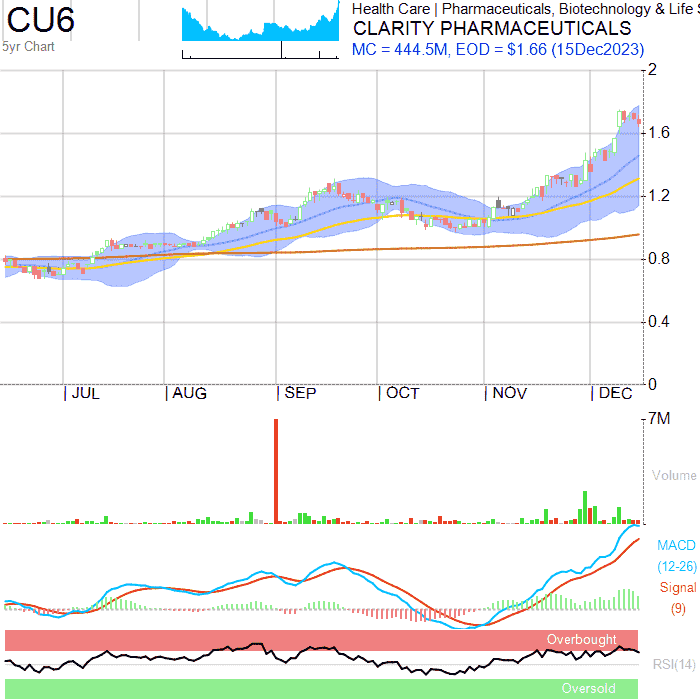 CU6
5yr Chart
Health Care | Pharmaceuticals, Biotechnology & Life
CLARITY PHARMACEUTICALS
MC = 444.5M, EOD = $1.66 (15Dec2023)
2
1.6
1.2
0.8
0.4
0
JUL AUG SEP OCT NOV DEC
7M
Volume
MACD
(12-26)
Signal
(9)
Overbought
RSI(14)
Oversold